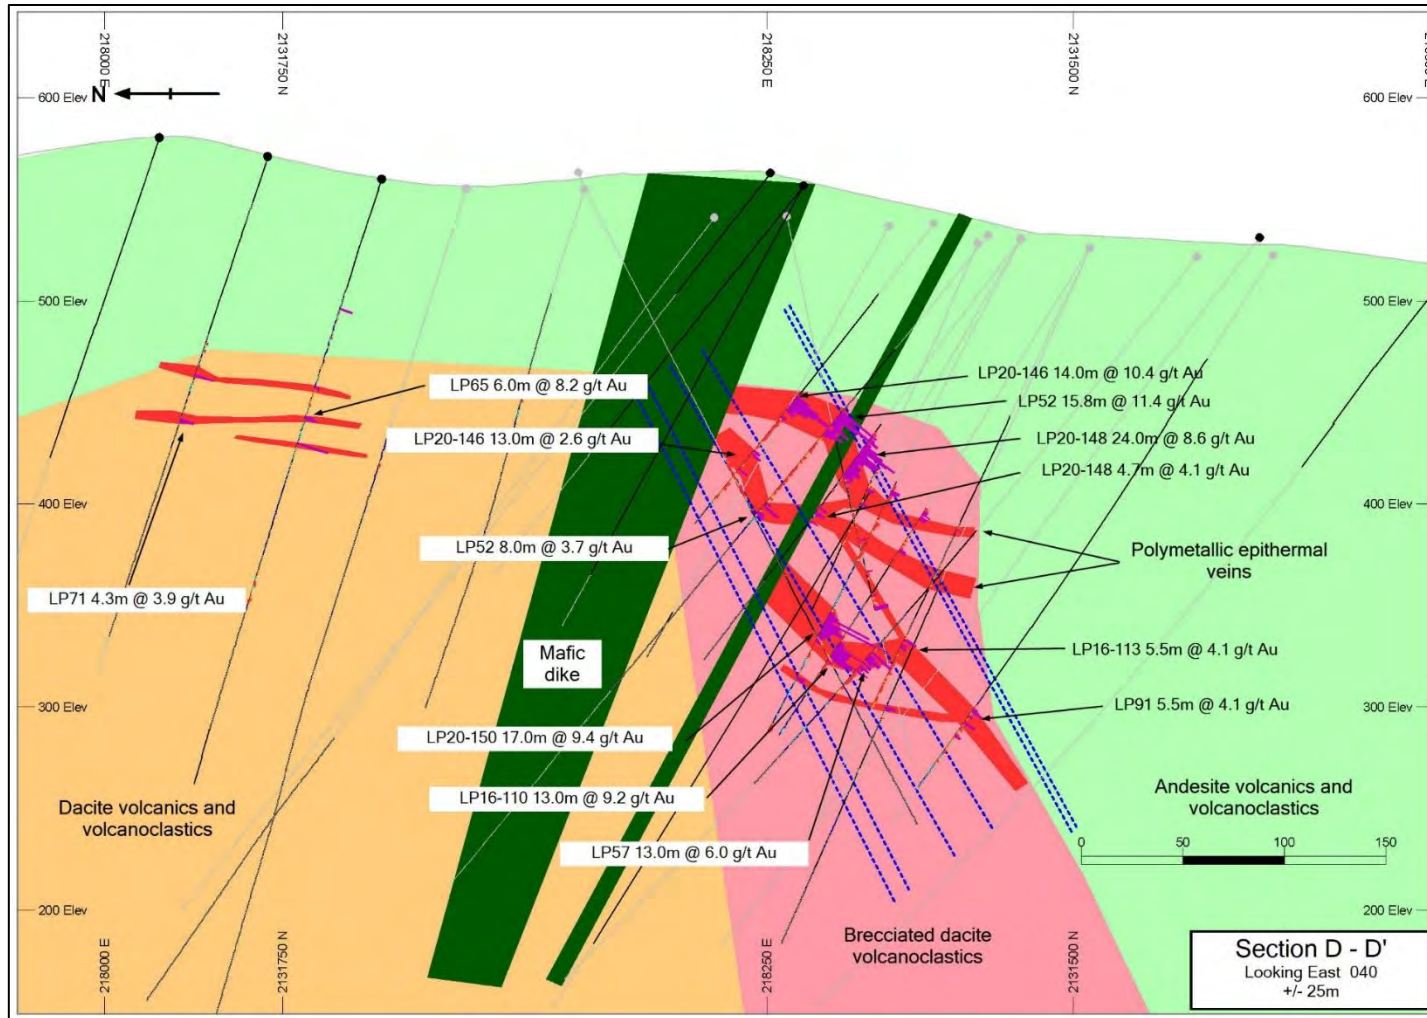 218000 E
2131750 N
218250 E
2131500 N
600 Elev
N
600 Elev
500 Elev
500 Elev
LP65 6.0m @ 8.2 g/t Au
LP20-146 14.0m @ 10.4 g/t Au
LP52 15.8m @ 11.4 g/t Au
LP20-146 13.0m @ 2.6 g/t Au
LP20-148 24.0m @ 8.6 g/t Au
LP20-148 4.7m @ 4.1 g/t Au
400 Elev
400 Elev
LP52 8.0m @ 3.7 g/t Au
Polymetallic epithermal
veins
LP71 4.3m @ 3.9 g/t Au
Mafic
dike
LP16-113 5.5m @ 4.1 g/t Au
300 Elev
LP91 5.5m @ 4.1 g/t Au
300 Elev
LP20-150 17.0m @ 9.4 g/t Au
LP16-110 13.0m @ 9.2 g/t Au
Dacite volcanics and
volcanoclastics
Andesite volcanics and
volcanoclastics
LP57 13.0m @ 6.0 g/t Au
0
50
100
150
200 Elev
200 Elev
Brecciated dacite
volcanoclastics
218000 E
2131750 N
218250 E
2131500 N
Section D - D'
Looking East 040
+/- 25m